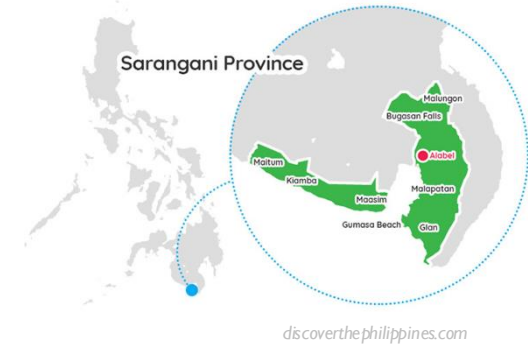 Sarangani Province
Malungon
Bugasan Falls
Alabel
Maitum
Kiamba
Malapatan
Maasim
Gumasa Beach
Glan
discoverthephilippines.com